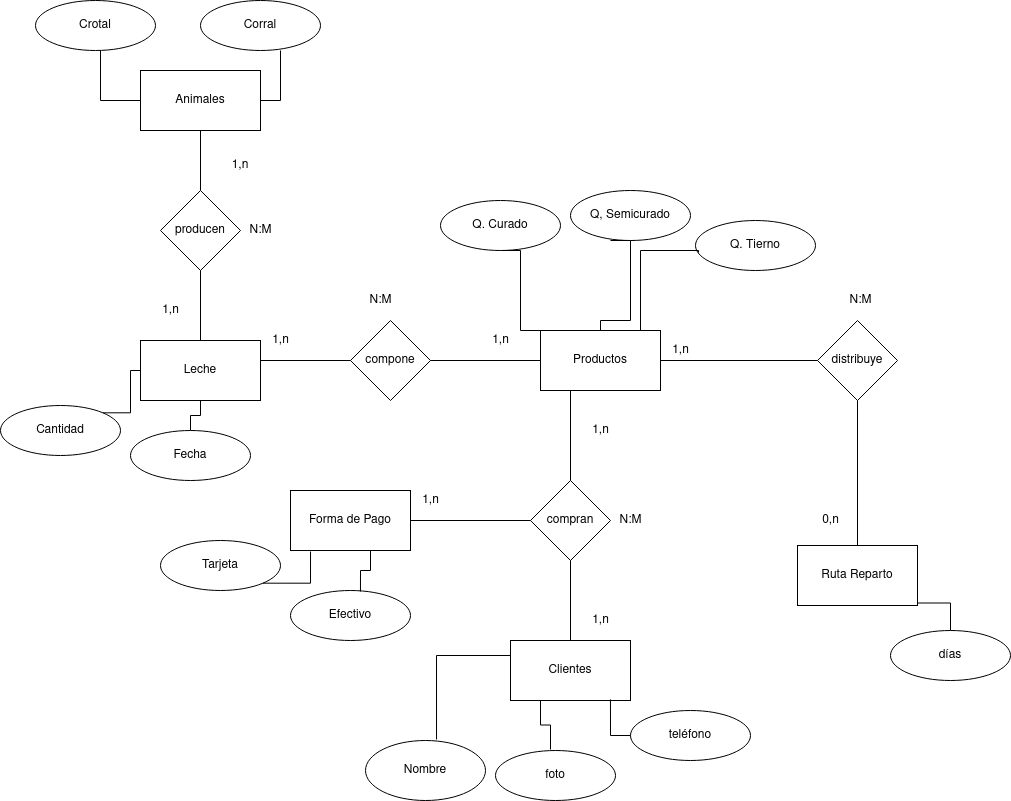 Crotal
Corral
Animales
1,n
producen
N:M
1,n
Leche
Cantidad
Fecha
1,n
N:M
compone
1,n
Q. Curado
Q, Semicurado
Q. Tierno
Productos
1,n
N:M
distribuye
0,n
Ruta Reparto
días
1,n
Forma de Pago
1,n
compran
N:M
Tarjeta
Efectivo
1,n
Clientes
Nombre
foto
teléfono